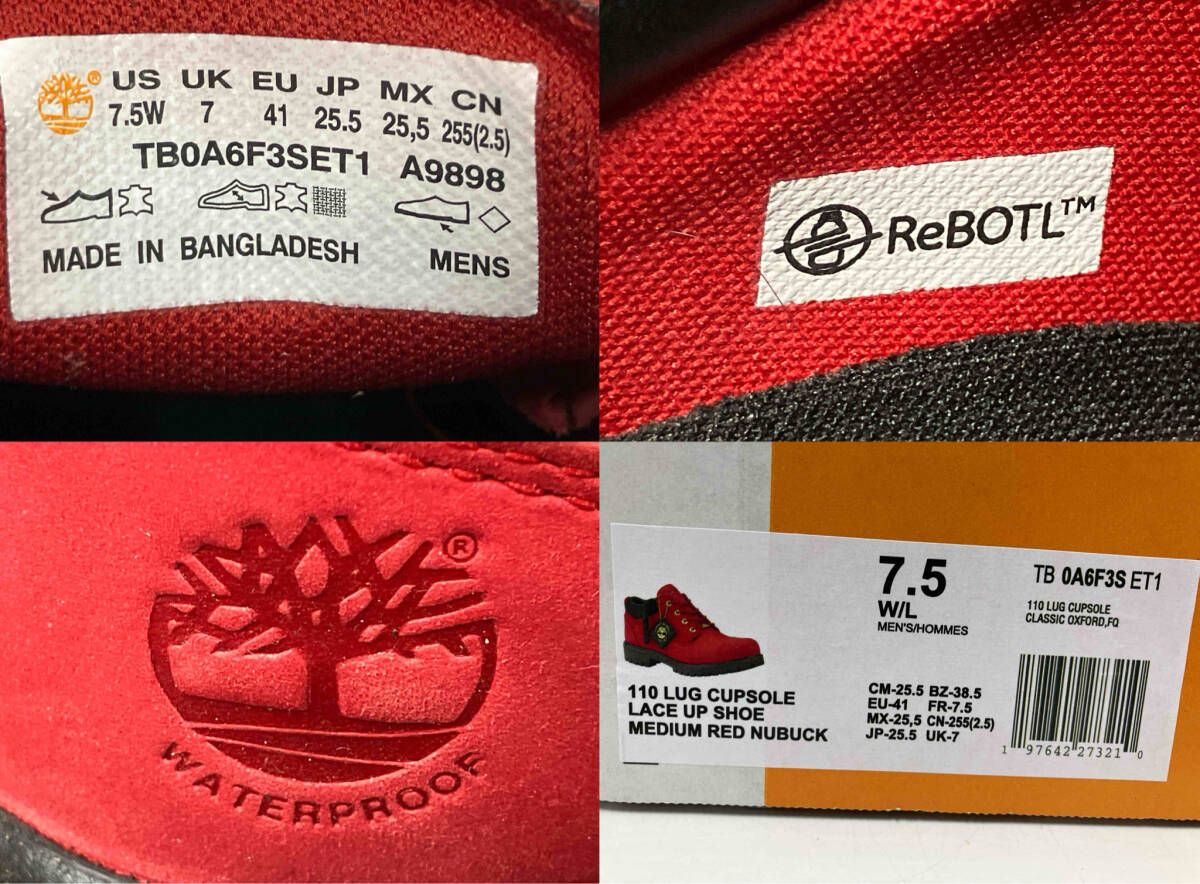 US UK EU JP MX CN
7.5W 7 41 25.5 25,5 255(2.5)
TB0A6F3SET1 A9898
MADE IN BANGLADESH MENS
ReBOTL™
®
WATERPROOF
7.5
W/L
MEN'S/HOMMES
TB 0A6F3S ET1
110 LUG CUPSOLE
CLASSIC OXFORD,FQ
110 LUG CUPSOLE
LACE UP SHOE
MEDIUM RED NUBUCK
CM-25.5 BZ-38.5
EU-41 FR-7.5
MX-25,5 CN-255(2.5)
JP-25.5 UK-7
1 97642 27321 0